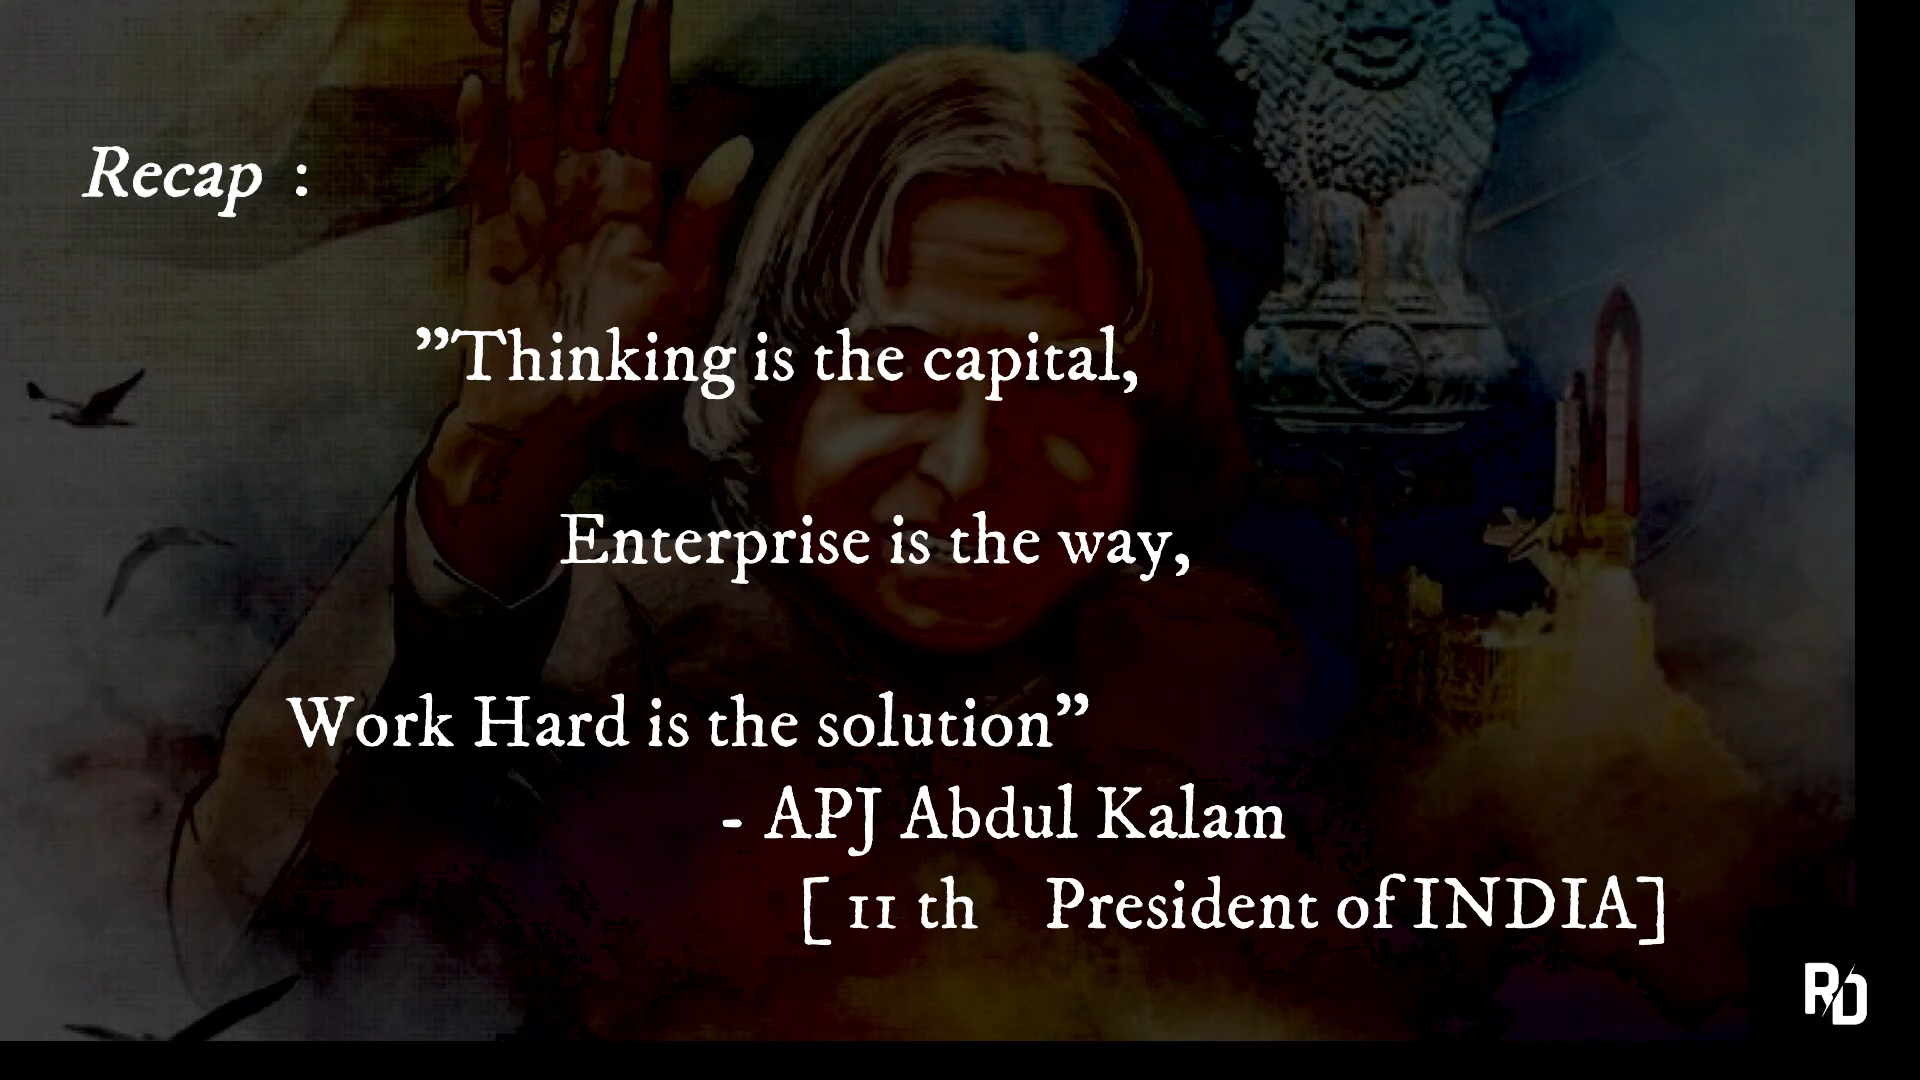 Recap :
”Thinking is the capital,
Enterprise is the way,
Work Hard is the solution”
- APJ Abdul Kalam
[ 11 th President of INDIA]
RD